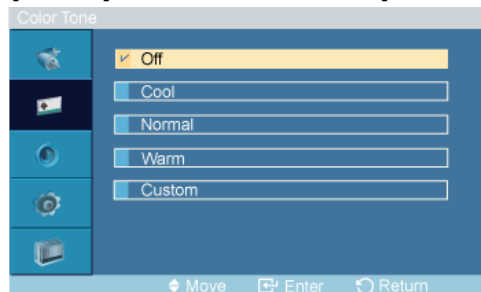 Color Tone
Off
Cool
Normal
Warm
Custom
Move Enter Return